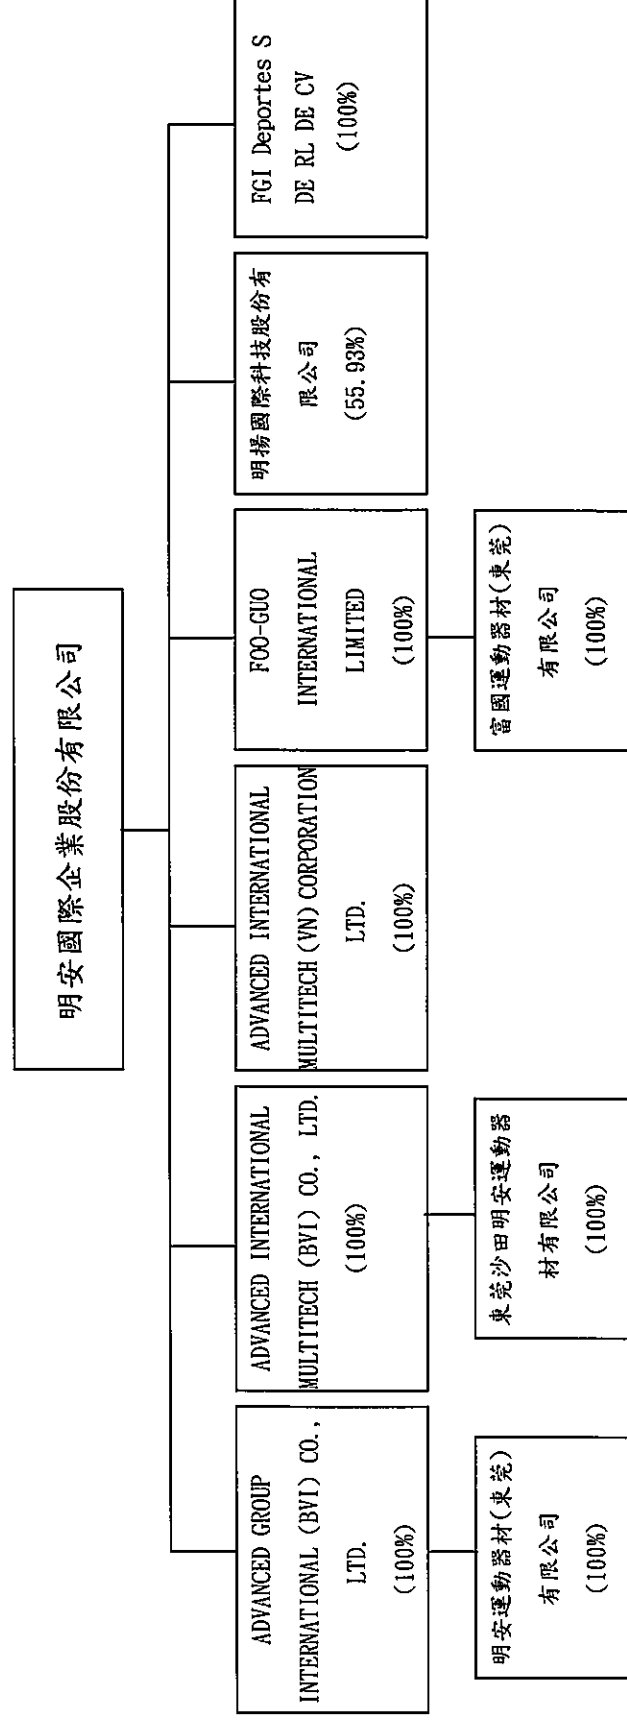 明安國際企業股份有限公司
ADVANCED GROUP
INTERNATIONAL (BVI) CO.,
LTD.
(100%)
ADVANCED INTERNATIONAL
MULTITECH (BVI) CO., LTD.
(100%)
ADVANCED INTERNATIONAL
MULTITECH (VN) CORPORATION
LTD.
(100%)
FOO-GUO
INTERNATIONAL
LIMITED
(100%)
明揚國際科技股份有
限公司
(55.93%)
FGI Deportes S
DE RL DE CV
(100%)
明安運動器材(東莞)
有限公司
(100%)
東莞沙田明安運動器
材有限公司
(100%)
富國運動器材(東莞)
有限公司
(100%)